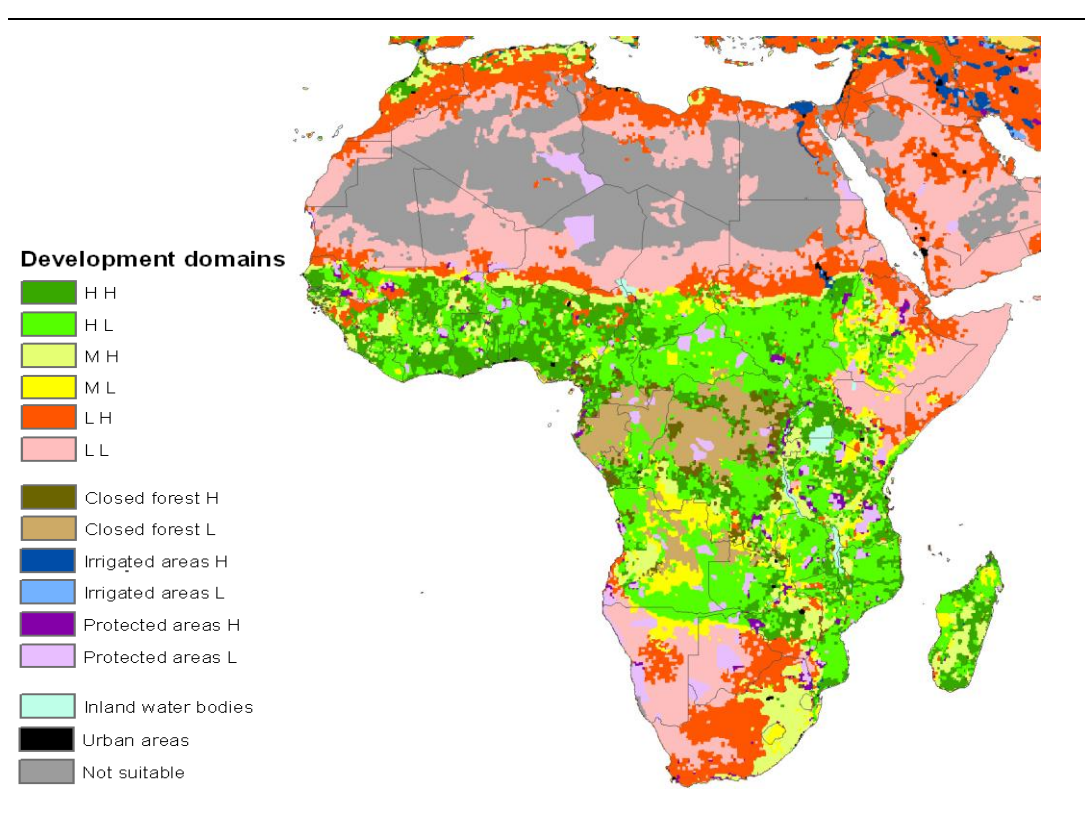 Development domains
H H
H L
M H
M L
L H
L L
Closed forest H
Closed forest L
Irrigated areas H
Irrigated areas L
Protected areas H
Protected areas L
Inland water bodies
Urban areas
Not suitable